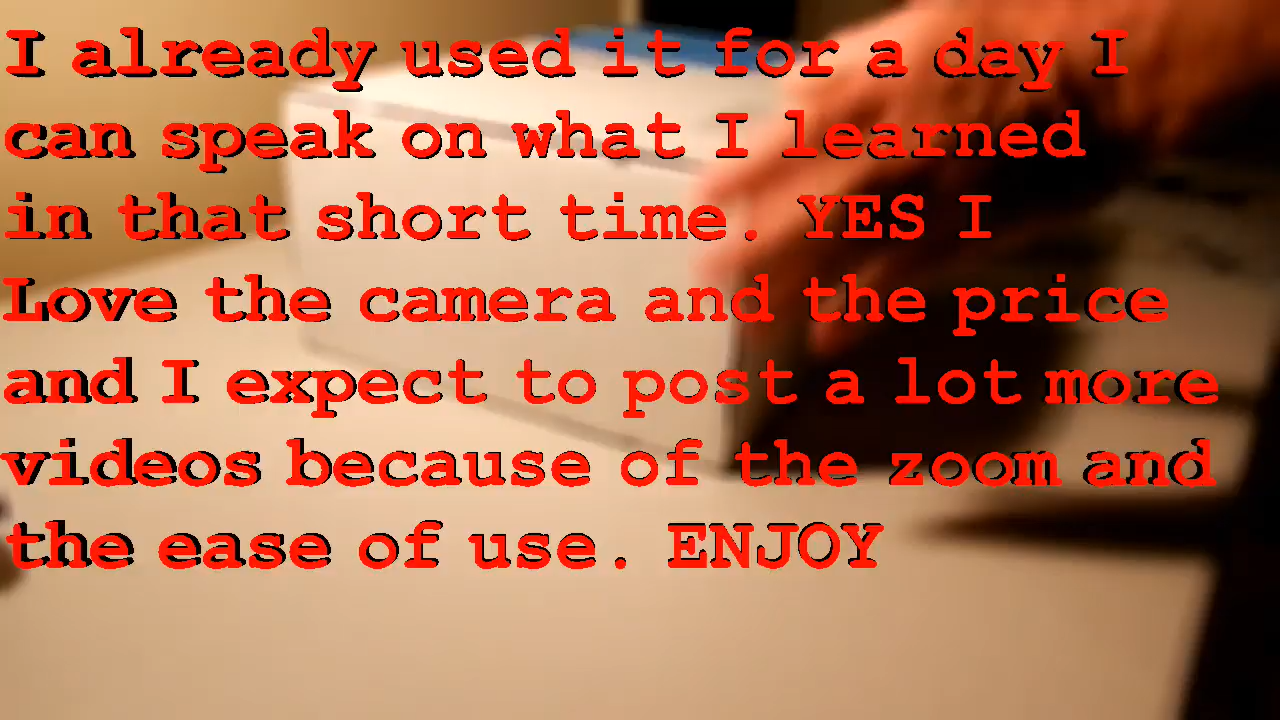 I already used it for a day I
can speak on what I learned
in that short time. YES I
Love the camera and the price
and I expect to post a lot more
videos because of the zoom and
the ease of use. ENJOY